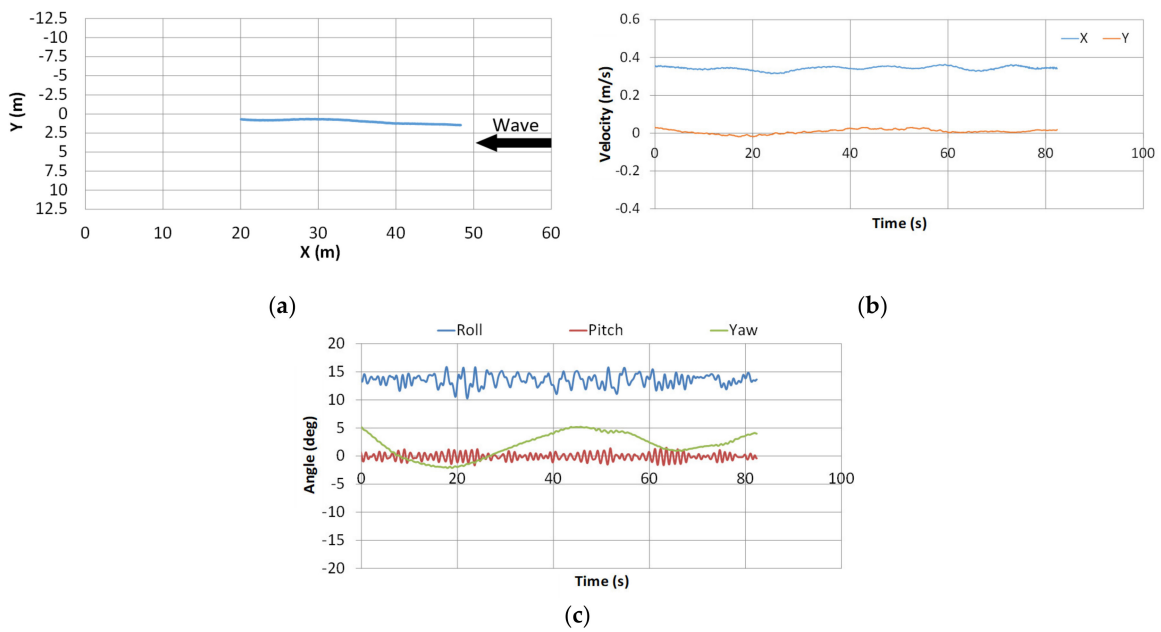 -12.5
-10
-7.5
-5
-2.5
0
2.5
5
7.5
10
12.5
Y (m)
Wave
0 10 20 30 40 50 60
X (m)
(a)
0.6
0.4
0.2
0
-0.2
-0.4
Velocity (m/s)
X Y
0 20 40 60 80 100
Time (s)
(b)
Roll Pitch Yaw
20
15
10
5
0
-5
-10
-15
-20
Angle (deg)
0 20 40 60 80 100
Time (s)
(c)